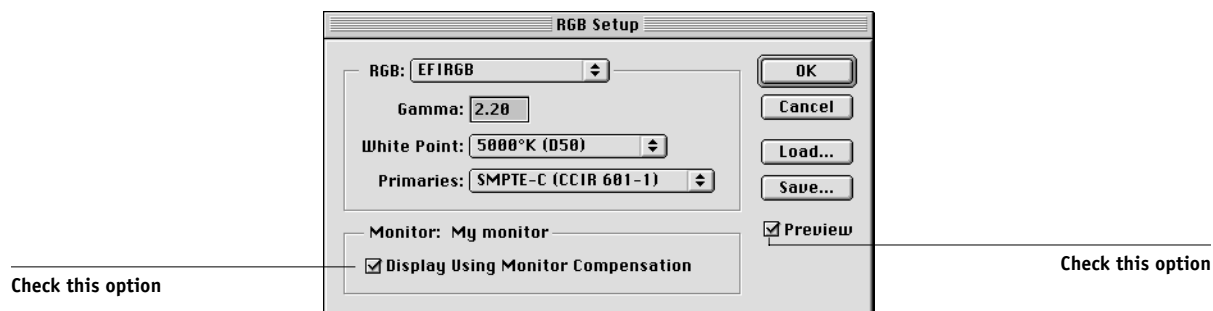 RGB Setup
RGB: EFIRGB
OK
Gamma: 2.20
Cancel
White Point: 5000°K (D50)
Load...
Primaries: SMPTE-C (CCIR 601-1)
Save...
Preview
Monitor: My monitor
Display Using Monitor Compensation
Check this option
Check this option